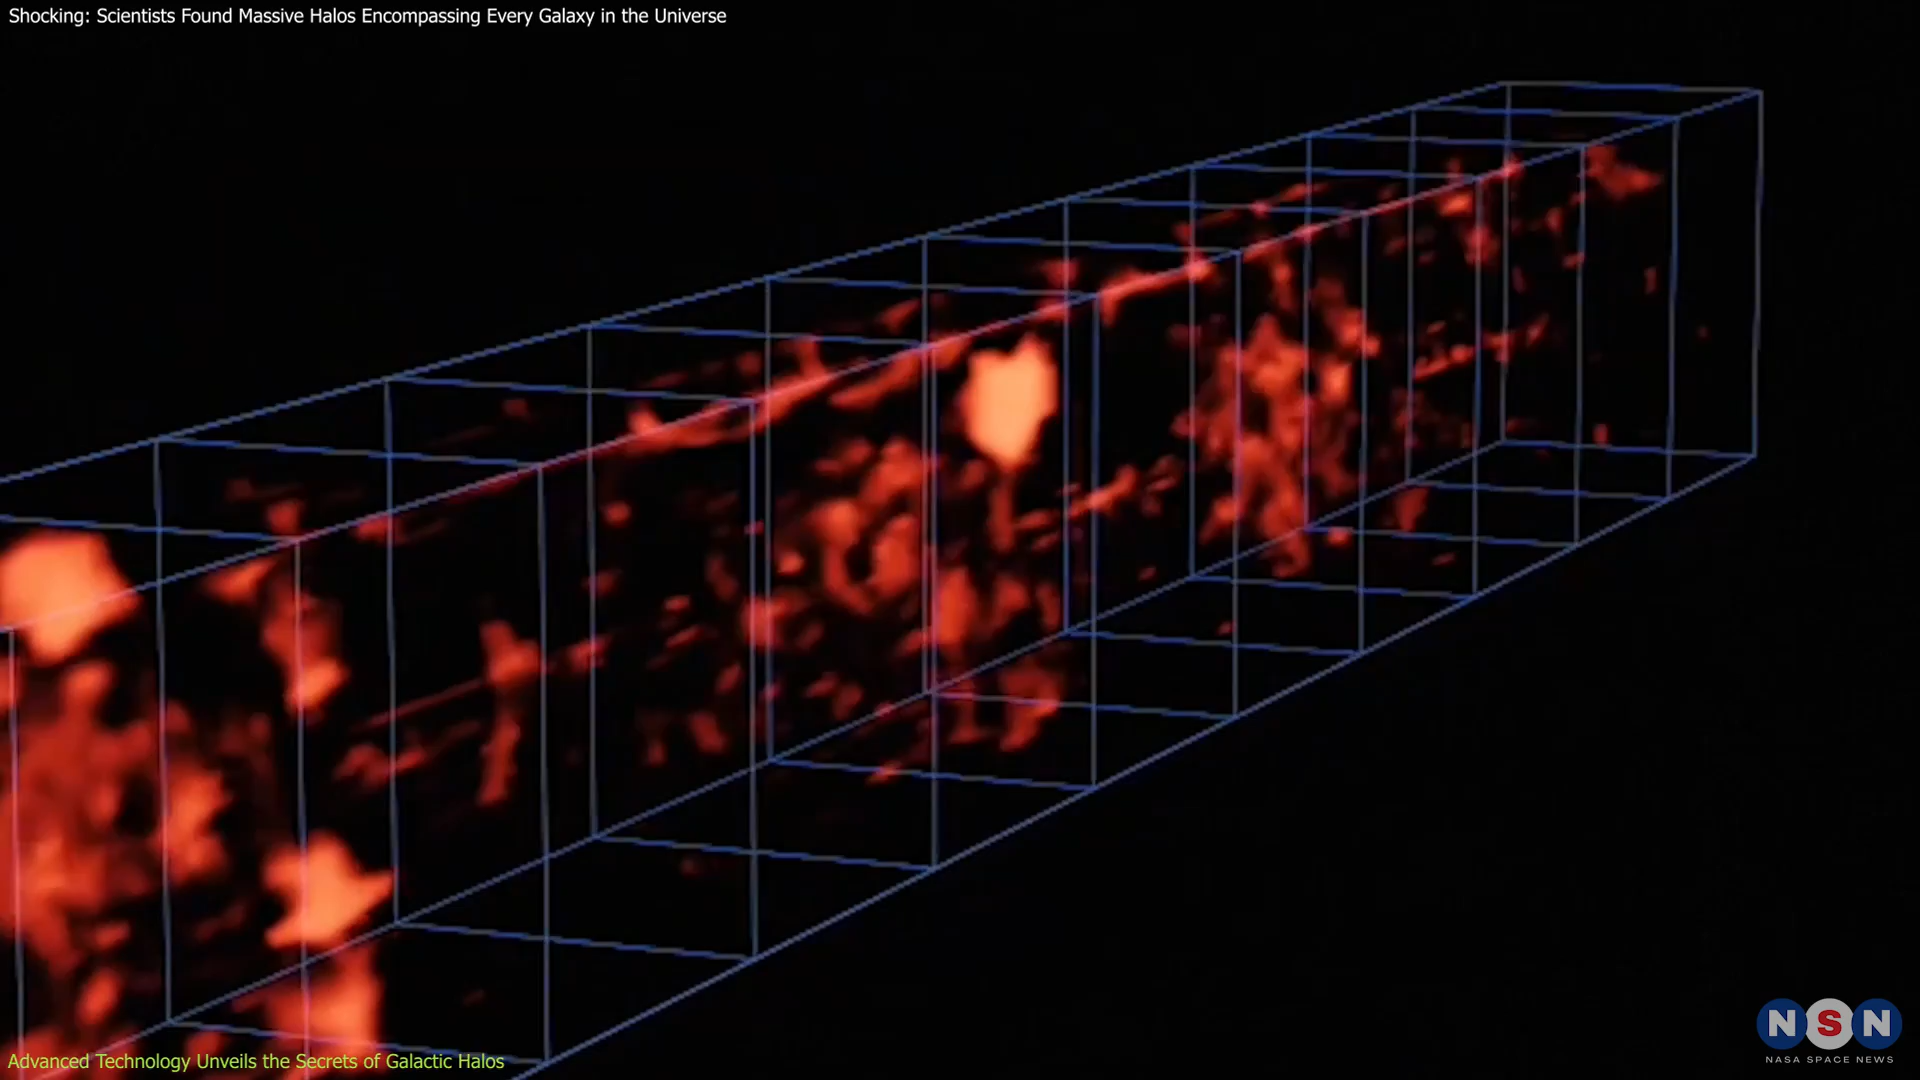 Shocking: Scientists Found Massive Halos Encompassing Every Galaxy in the Universe
NSN
NASA SPACE NEWS
Advanced Technology Unveils the Secrets of Galactic Halos